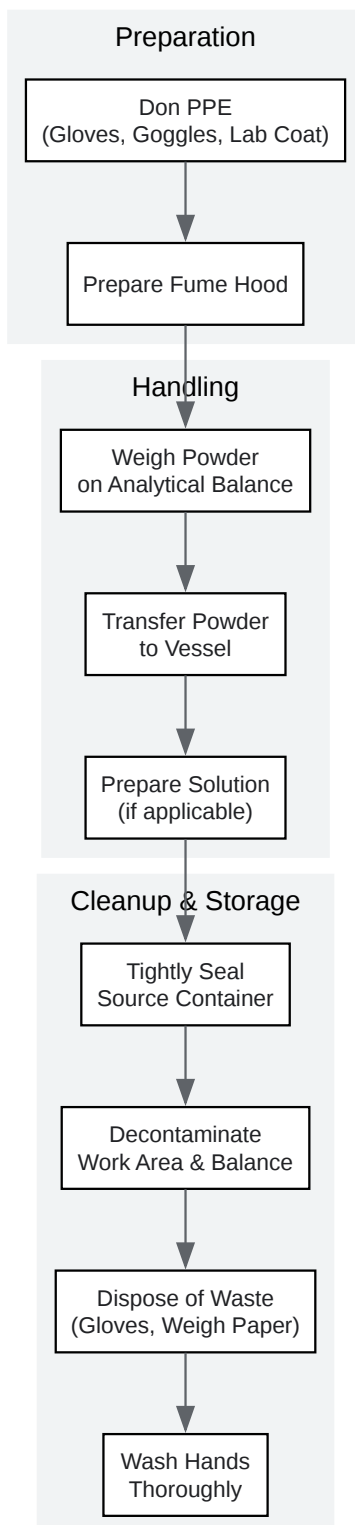 Preparation
Don PPE
(Gloves, Goggles, Lab Coat)
Prepare Fume Hood
Handling
Weigh Powder
on Analytical Balance
Transfer Powder
to Vessel
Prepare Solution
(if applicable)
Cleanup & Storage
Tightly Seal
Source Container
Decontaminate
Work Area & Balance
Dispose of Waste
(Gloves, Weigh Paper)
Wash Hands
Thoroughly